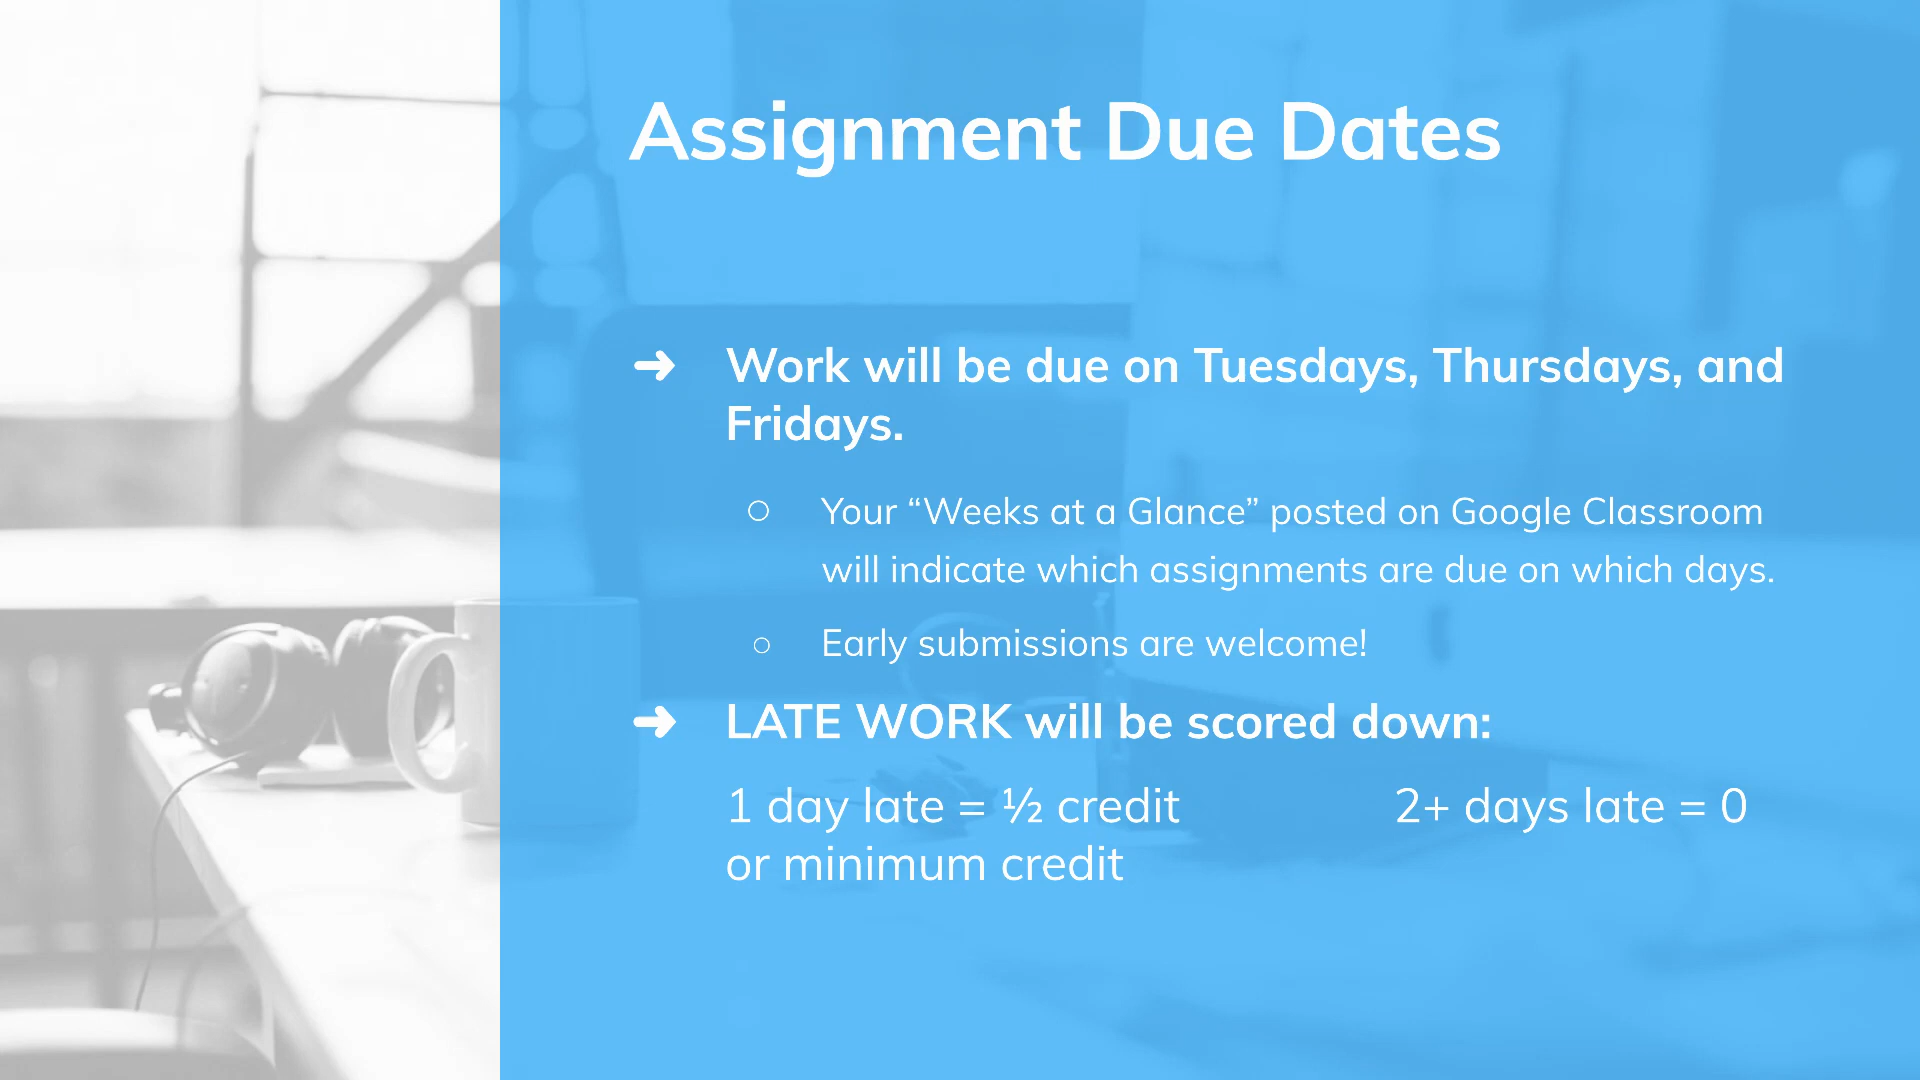 Assignment Due Dates
➜ Work will be due on Tuesdays, Thursdays, and
Fridays.
○ Your “Weeks at a Glance” posted on Google Classroom
will indicate which assignments are due on which days.
○ Early submissions are welcome!
➜ LATE WORK will be scored down:
1 day late = ½ credit 2+ days late = 0
or minimum credit